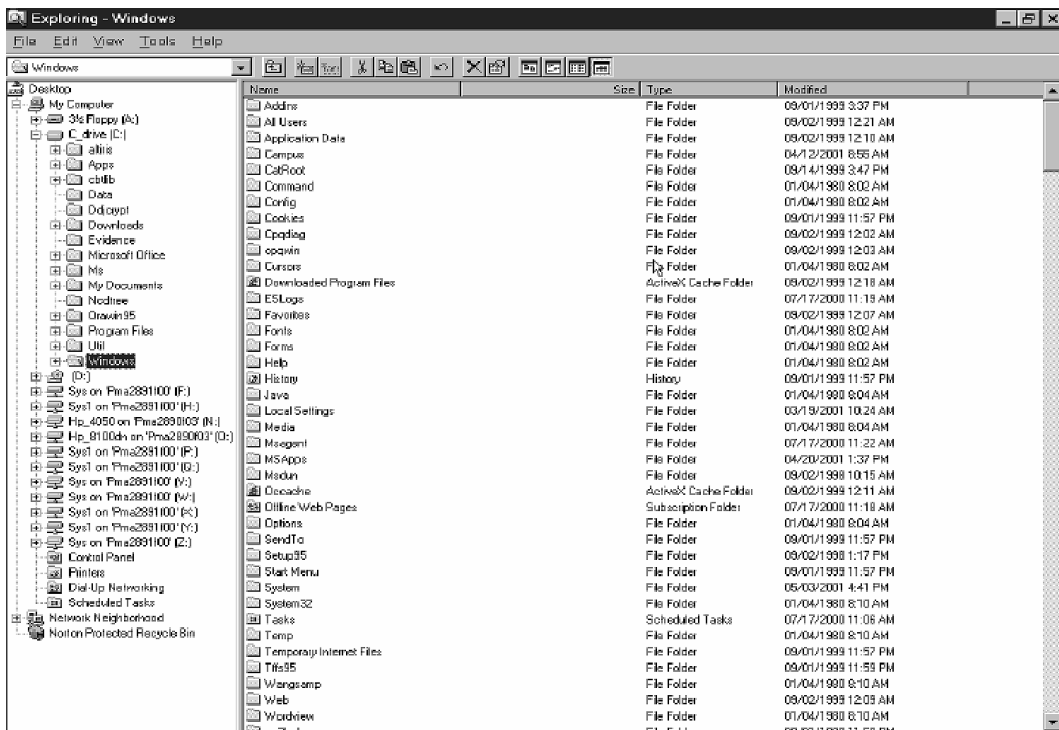 Exploring - Windows
File Edit View Tools Help
Windows
Desktop
My Computer
3½ Floppy (A:)
C_drive (C:)
altiris
Apps
cbtlib
Data
Ddicrypt
Downloads
Evidence
Microsoft Office
Ms
My Documents
Ncdtree
Orawin95
Program Files
Util
Windows
(D:)
Sys on 'Pma2891f00' (F:)
Sys1 on 'Pma2891f00' (H:)
Hp_4050 on 'Pma2890f03' (N:)
Hp_8100dn on 'Pma2890f03' (O:)
Sys1 on 'Pma2891f00' (P:)
Sys1 on 'Pma2891f00' (Q:)
Sys on 'Pma2891f00' (V:)
Sys on 'Pma2891f00' (W:)
Sys1 on 'Pma2891f00' (X:)
Sys1 on 'Pma2891f00' (Y:)
Sys on 'Pma2891f00' (Z:)
Control Panel
Printers
Dial-Up Networking
Scheduled Tasks
Network Neighborhood
Norton Protected Recycle Bin
Name Size Type Modified
Addins File Folder 09/01/1999 3:37 PM
All Users File Folder 09/02/1999 12:21 AM
Application Data File Folder 09/02/1999 12:10 AM
Campus File Folder 04/12/2001 8:55 AM
CatRoot File Folder 09/14/1999 3:47 PM
Command File Folder 01/04/1980 8:02 AM
Config File Folder 01/04/1980 8:02 AM
Cookies File Folder 09/01/1999 11:57 PM
Cpqdiag File Folder 09/02/1999 12:02 AM
cpqwin File Folder 09/02/1999 12:03 AM
Cursors File Folder 01/04/1980 8:02 AM
Downloaded Program Files ActiveX Cache Folder 09/02/1999 12:18 AM
ESLogs File Folder 07/17/2000 11:19 AM
Favorites File Folder 09/02/1999 12:07 AM
Fonts File Folder 01/04/1980 8:02 AM
Forms File Folder 01/04/1980 8:02 AM
Help File Folder 01/04/1980 8:02 AM
History History 09/01/1999 11:57 PM
Java File Folder 01/04/1980 8:04 AM
Local Settings File Folder 03/19/2001 10:24 AM
Media File Folder 01/04/1980 8:04 AM
Msagent File Folder 07/17/2000 11:22 AM
MSApps File Folder 04/20/2001 1:37 PM
Msdun File Folder 09/02/1998 10:15 AM
Occache ActiveX Cache Folder 09/02/1999 12:11 AM
Offline Web Pages Subscription Folder 07/17/2000 11:18 AM
Options File Folder 01/04/1980 8:04 AM
SendTo File Folder 09/01/1999 11:57 PM
Setup95 File Folder 09/02/1998 1:17 PM
Start Menu File Folder 09/01/1999 11:57 PM
System File Folder 05/03/2001 4:41 PM
System32 File Folder 01/04/1980 8:10 AM
Tasks Scheduled Tasks 07/17/2000 11:06 AM
Temp File Folder 01/04/1980 8:10 AM
Temporary Internet Files File Folder 09/01/1999 11:57 PM
Tffs95 File Folder 09/01/1999 11:59 PM
Wangsamp File Folder 01/04/1980 8:10 AM
Web File Folder 09/02/1999 12:09 AM
Wordview File Folder 01/04/1980 8:10 AM